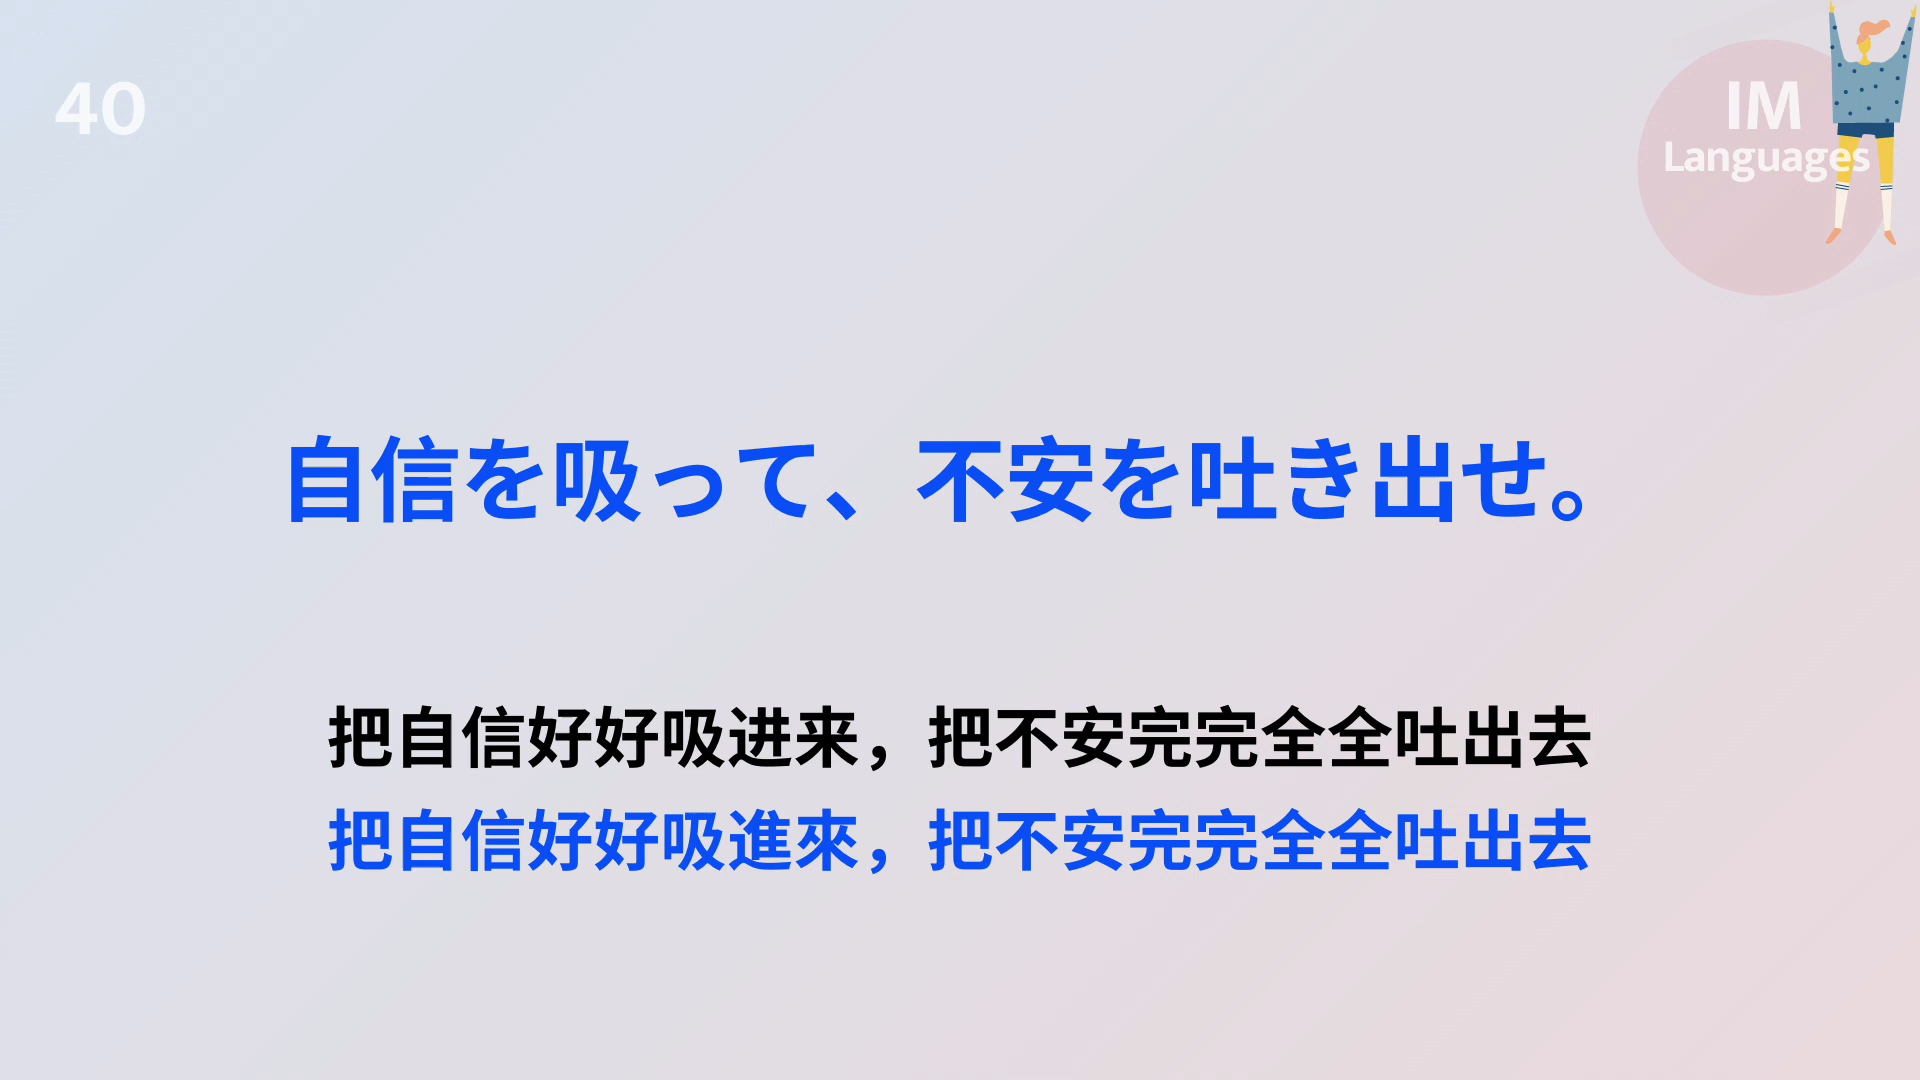 40
IM
Languages
自信を吸って、不安を吐き出せ。
把自信好好吸进来，把不安完完全全吐出去
把自信好好吸進來，把不安完完全全吐出去